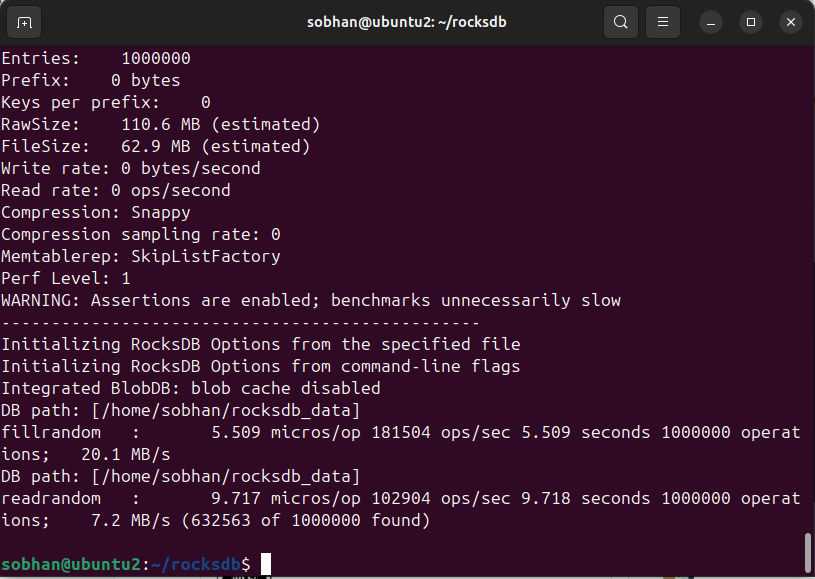 sobhan@ubuntu2: ~/rocksdb
Entries:    1000000
Prefix:    0 bytes
Keys per prefix:    0
RawSize:    110.6 MB (estimated)
FileSize:   62.9 MB (estimated)
Write rate: 0 bytes/second
Read rate: 0 ops/second
Compression: Snappy
Compression sampling rate: 0
Memtablerep: SkipListFactory
Perf Level: 1
WARNING: Assertions are enabled; benchmarks unnecessarily slow
------------------------------------------------
Initializing RocksDB Options from the specified file
Initializing RocksDB Options from command-line flags
Integrated BlobDB: blob cache disabled
DB path: [/home/sobhan/rocksdb_data]
fillrandom   :       5.509 micros/op 181504 ops/sec 5.509 seconds 1000000 operat
ions;   20.1 MB/s
DB path: [/home/sobhan/rocksdb_data]
readrandom   :       9.717 micros/op 102904 ops/sec 9.718 seconds 1000000 operat
ions;    7.2 MB/s (632563 of 1000000 found)
sobhan@ubuntu2:~/rocksdb$